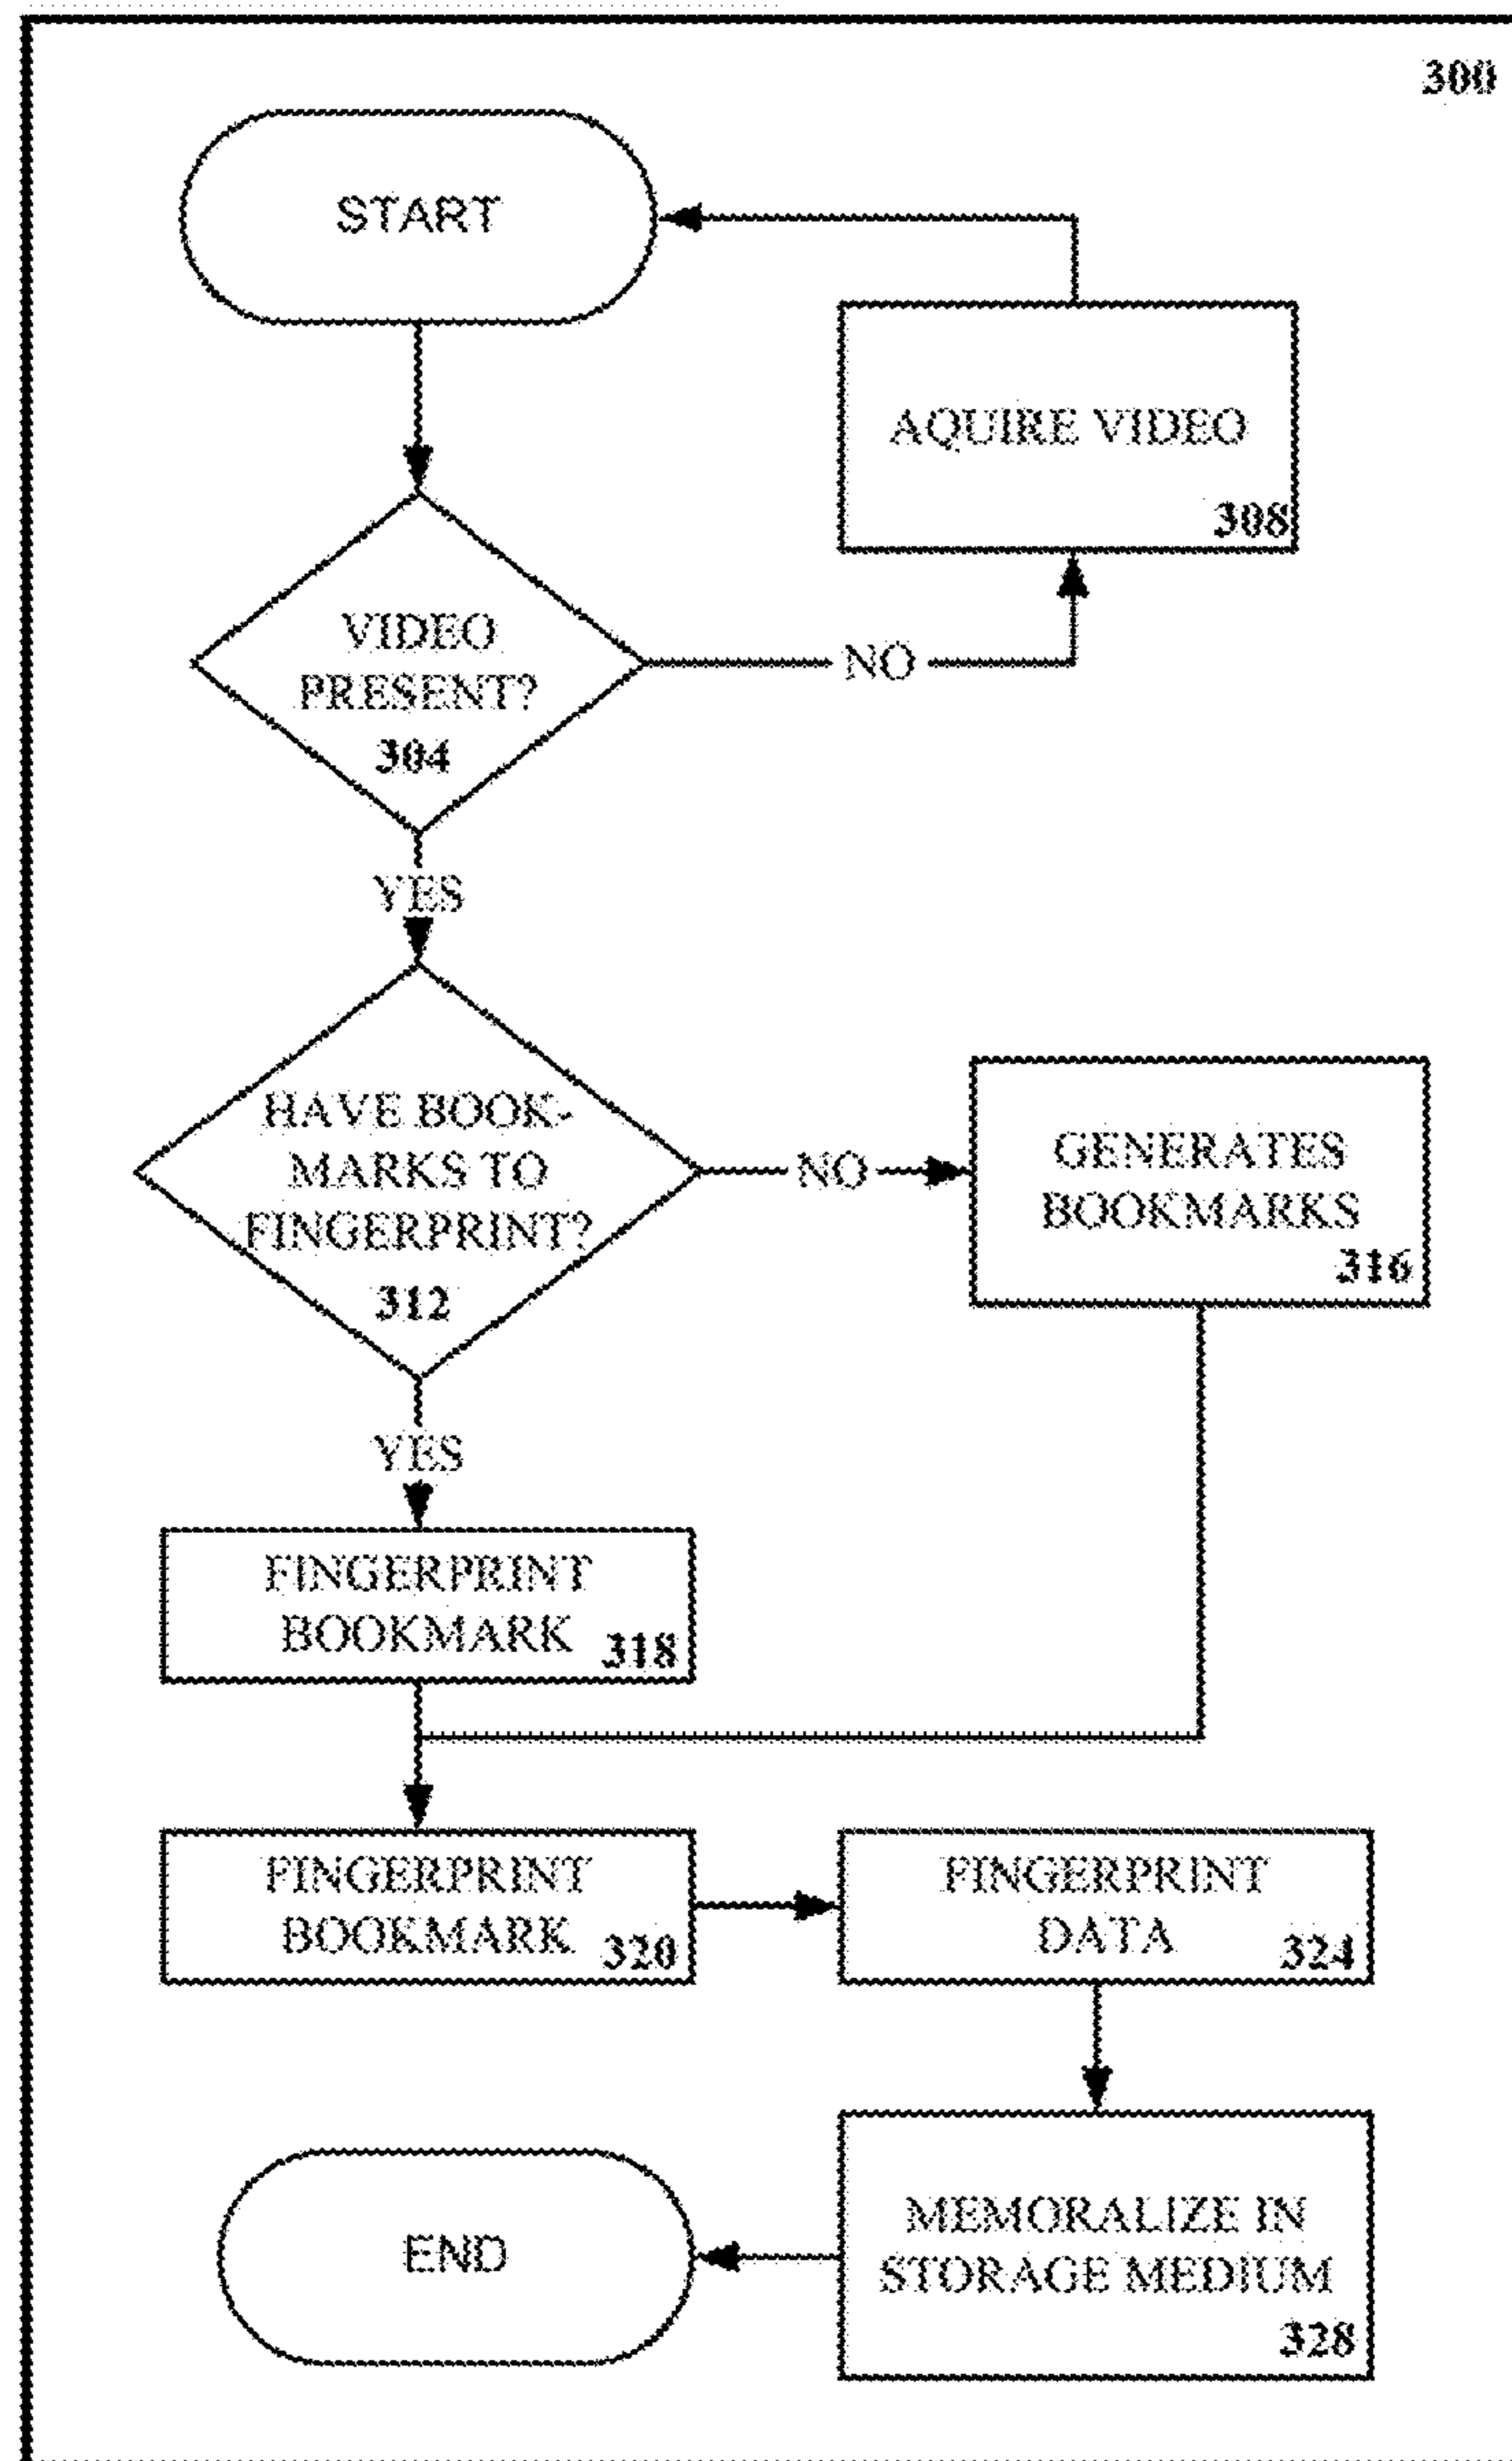 300
START
AQUIRE VIDEO
308
VIDEO
PRESENT?
304
NO
YES
HAVE BOOK-
MARKS TO
FINGERPRINT?
312
NO
GENERATES
BOOKMARKS
316
YES
FINGERPRINT
BOOKMARK 318
FINGERPRINT
BOOKMARK 320
FINGERPRINT
DATA 324
MEMORALIZE IN
STORAGE MEDIUM
328
END